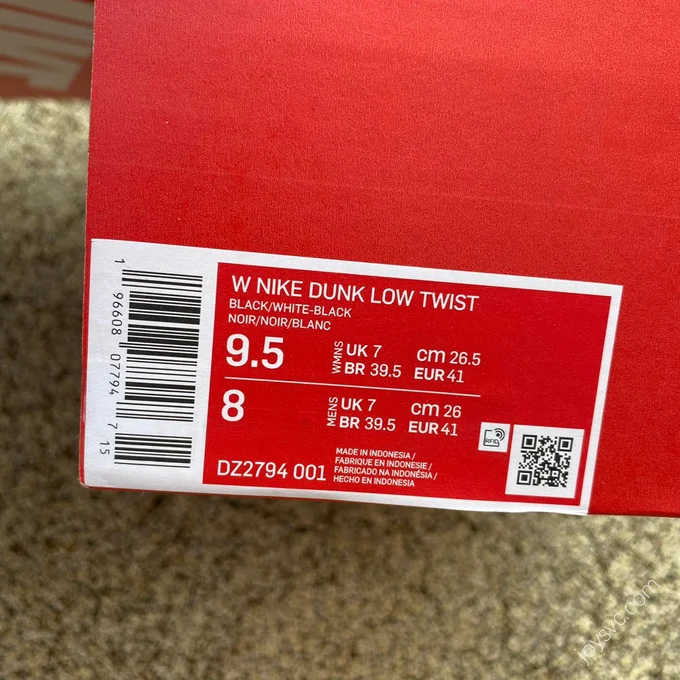 W NIKE DUNK LOW TWIST
BLACK/WHITE-BLACK
NOIR/NOIR/BLANC
9.5 WMNS UK 7 cm 26.5
BR 39.5 EUR 41
8 MENS UK 7 cm 26
BR 39.5 EUR 41
DZ2794 001
MADE IN INDONESIA /
FABRIQUE EN INDONESIE/
FABRICADO NA INDONÉSIA /
HECHO EN INDONESIA
RFID
1 96608 07794 7 15
joysvc.com